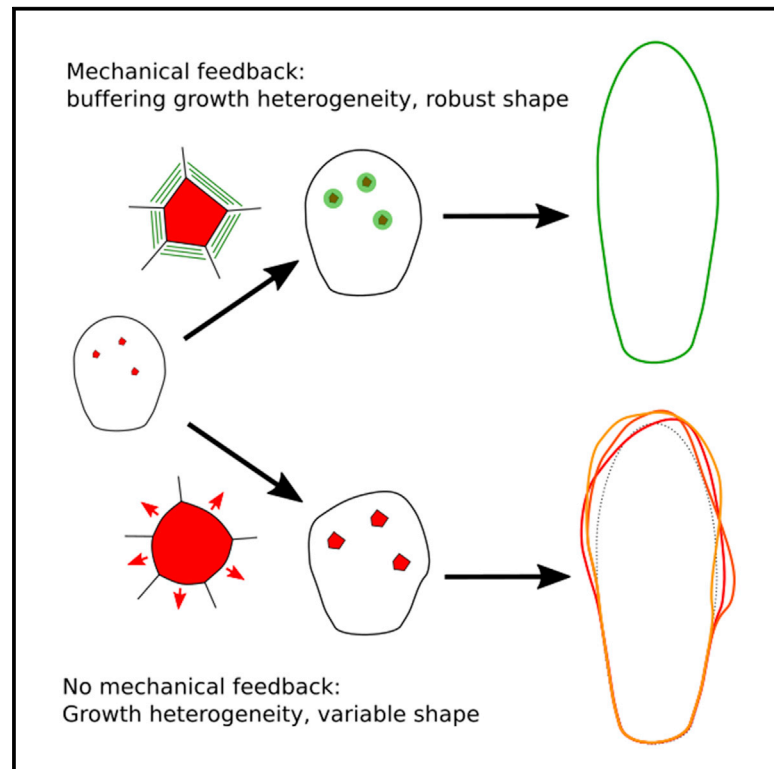 Mechanical feedback:
buffering growth heterogeneity, robust shape
No mechanical feedback:
Growth heterogeneity, variable shape